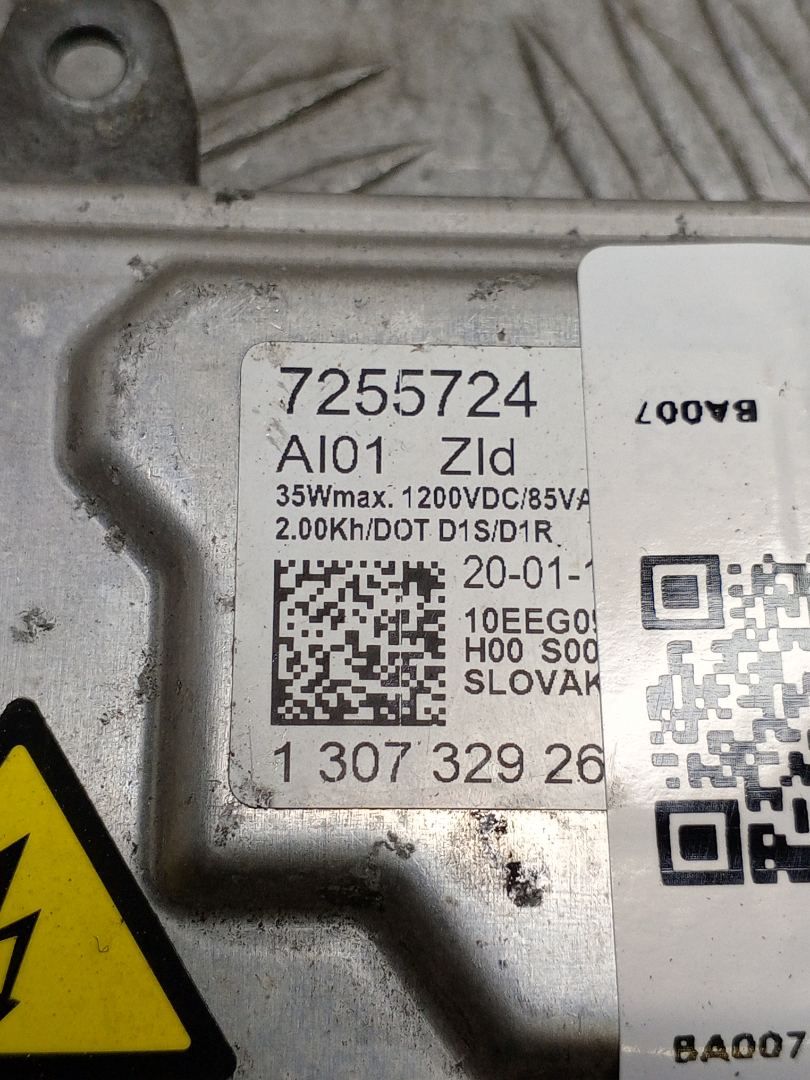 7255724
AI01 ZId
35Wmax. 1200VDC/85VA
2.00Kh/DOT D1S/D1R
20-01-
10EEG0
H00 S00
SLOVAK
1 307 329 26
BA007
BA007